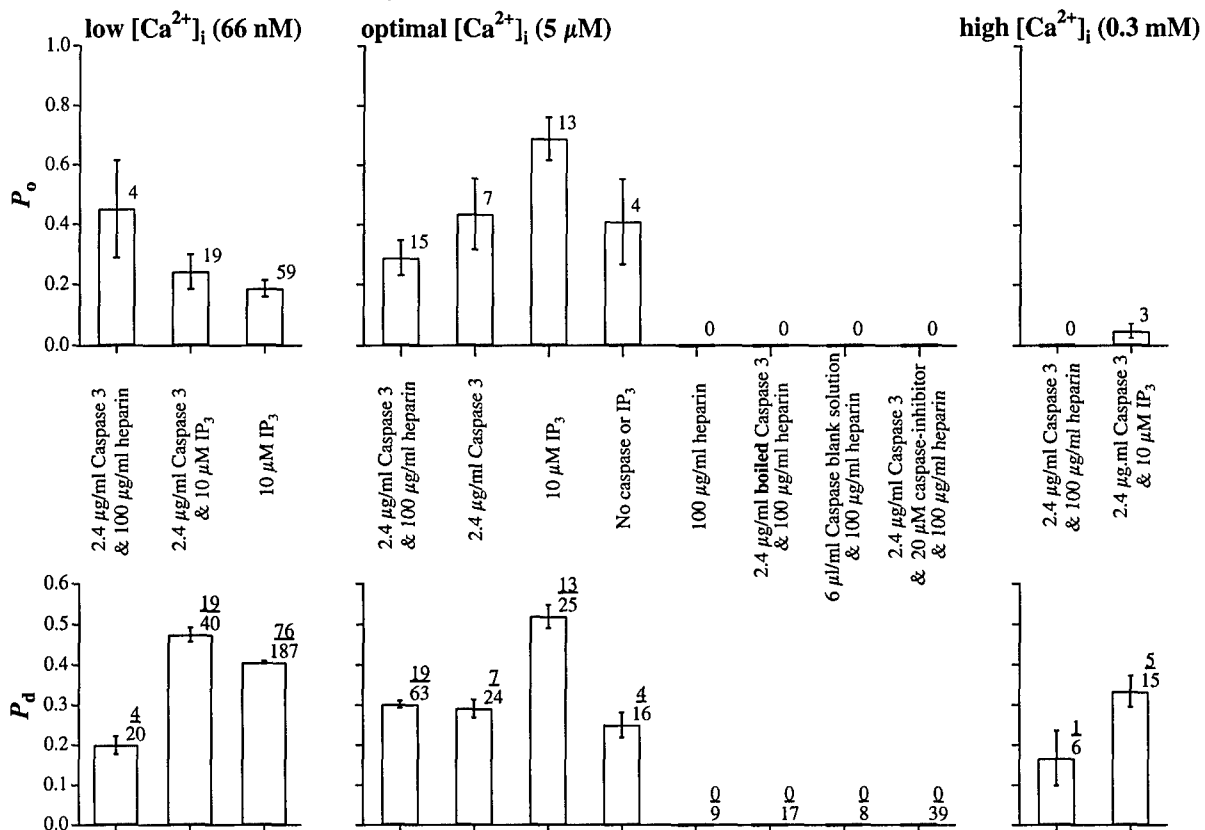 low [Ca²⁺]ᵢ (66 nM)
optimal [Ca²⁺]ᵢ (5 μM)
high [Ca²⁺]ᵢ (0.3 mM)
Pₒ
1.0
0.8
0.6
0.4
0.2
0.0
4
19
59
15
7
13
4
0
0
0
0
0
3
2.4 μg/ml Caspase 3
& 100 μg/ml heparin
2.4 μg/ml Caspase 3
& 10 μM IP₃
10 μM IP₃
2.4 μg/ml Caspase 3
& 100 μg/ml heparin
2.4 μg/ml Caspase 3
10 μM IP₃
No caspase or IP₃
100 μg/ml heparin
2.4 μg/ml boiled Caspase 3
& 100 μg/ml heparin
6 μl/ml Caspase blank solution
& 100 μg/ml heparin
2.4 μg/ml Caspase 3
& 20 μM caspase-inhibitor
& 100 μg/ml heparin
2.4 μg/ml Caspase 3
& 100 μg/ml heparin
2.4 μg.ml Caspase 3
& 10 μM IP₃
P_d
0.6
0.5
0.4
0.3
0.2
0.1
0.0
4
20
19
40
76
187
19
63
7
24
13
25
4
16
0
9
0
17
0
8
0
39
1
6
5
15